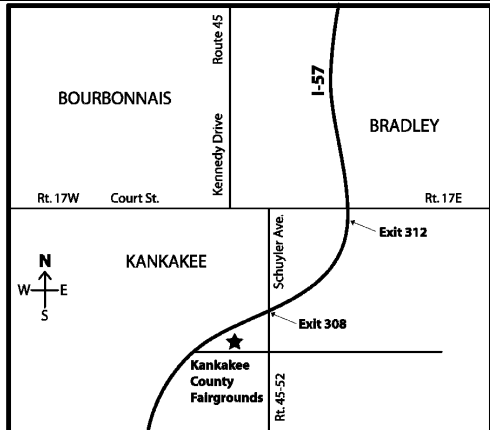 Route 45
I-57
BOURBONNAIS
BRADLEY
Kennedy Drive
Rt. 17W
Court St.
Rt. 17E
Schuyler Ave.
Exit 312
KANKAKEE
N
W
E
S
Exit 308
Kankakee
County
Fairgrounds
Rt. 45-52